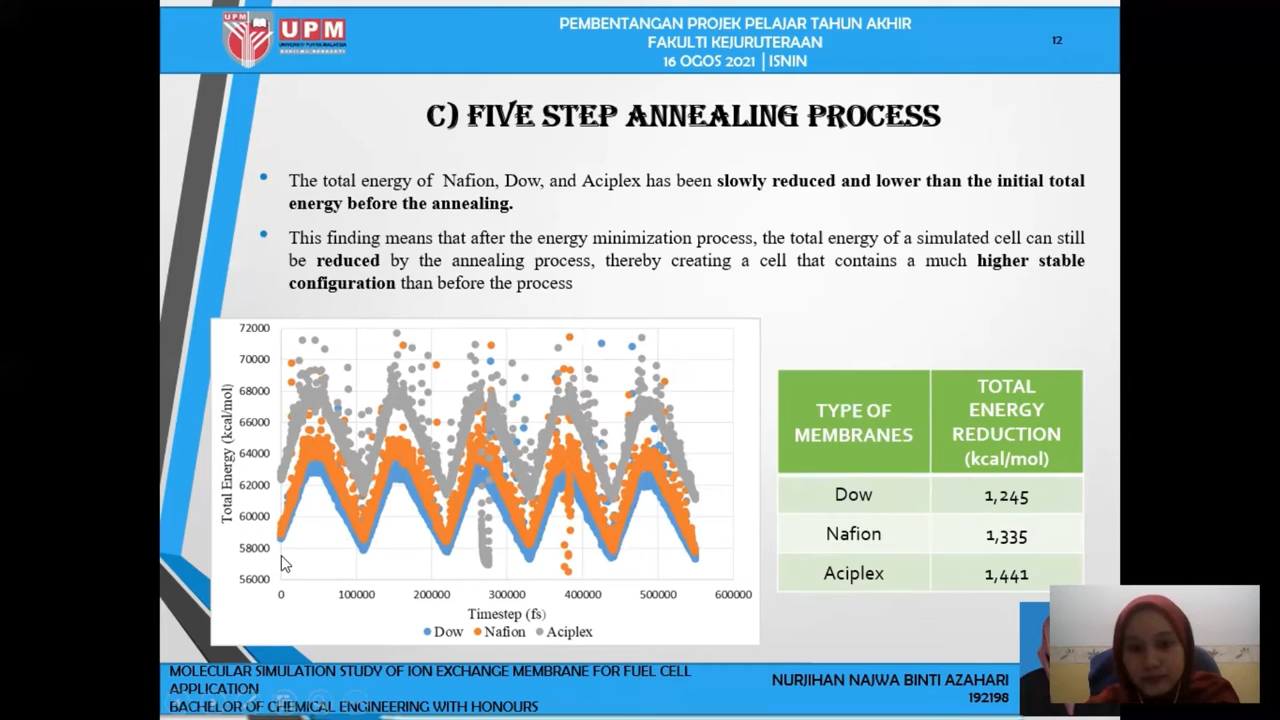 UPM
UPM
UNIVERSITI PUTRA MALAYSIA
PEMBENTANGAN PROJEK PELAJAR TAHUN AKHIR
FAKULTI KEJURUTERAAN
16 OGOS 2021 | ISNIN
12
C) FIVE STEP ANNEALING PROCESS
• The total energy of Nafion, Dow, and Aciplex has been slowly reduced and lower than the initial total
energy before the annealing.
• This finding means that after the energy minimization process, the total energy of a simulated cell can still
be reduced by the annealing process, thereby creating a cell that contains a much higher stable
configuration than before the process
Total Energy (kcal/mol)
72000
70000
68000
66000
64000
62000
60000
58000
56000
0 100000 200000 300000 400000 500000 600000
Timestep (fs)
Dow Nafion Aciplex
TYPE OF
MEMBRANES
TOTAL
ENERGY
REDUCTION
(kcal/mol)
Dow 1,245
Nafion 1,335
Aciplex 1,441
MOLECULAR SIMULATION STUDY OF ION EXCHANGE MEMBRANE FOR FUEL CELL
APPLICATION
BACHELOR OF CHEMICAL ENGINEERING WITH HONOURS
NURJIHAN NAJWA BINTI AZAHARI
192198